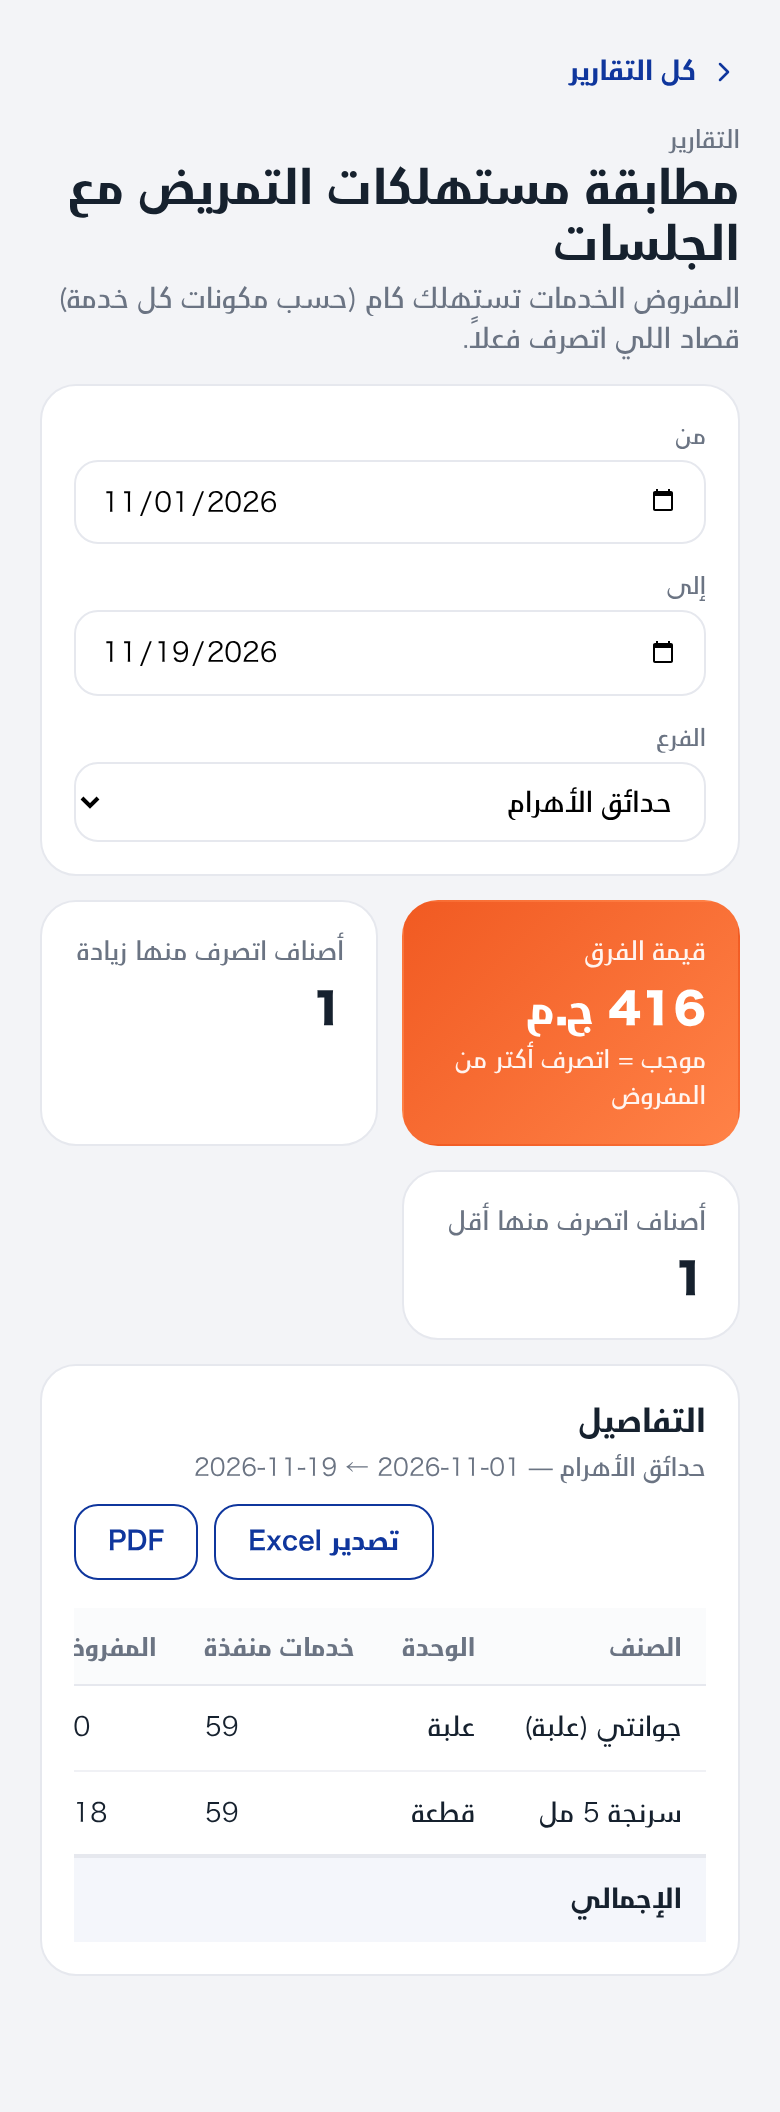 كل التقارير
التقارير
مطابقة مستهلكات التمريض مع
الجلسات
المفروض الخدمات تستهلك كام (حسب مكونات كل خدمة)
قصاد اللي اتصرف فعلاً.
من
11/01/2026
إلى
11/19/2026
الفرع
حدائق الأهرام
قيمة الفرق
416 ج.م
موجب = اتصرف أكتر من
المفروض
أصناف اتصرف منها زيادة
1
أصناف اتصرف منها أقل
1
التفاصيل
حدائق الأهرام — 2026-11-01 ← 2026-11-19
تصدير Excel PDF
الصنف الوحدة خدمات منفذة المفروض
جوانتي (علبة) علبة 59 0
سرنجة 5 مل قطعة 59 18
الإجمالي